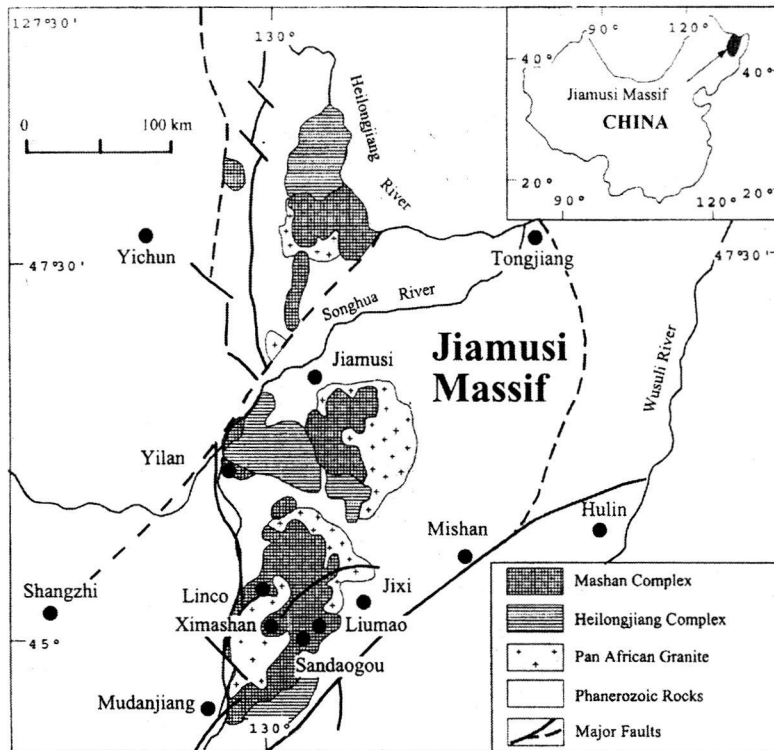 127°30'
130°
90°
120°
40°
40°
Jiamusi Massif
CHINA
20°
20°
90°
120°
Heilongjiang
River
0
100 km
Yichun
47°30'
Tongjiang
47°30'
Songhua River
Wusuli River
Jiamusi
Jiamusi
Massif
Yilan
Mishan
Hulin
Shangzhi
Linco
Jixi
Ximashan
Liumao
45°
Sandaogou
Mudanjiang
130°
Mashan Complex
Heilongjiang Complex
Pan African Granite
Phanerozoic Rocks
Major Faults